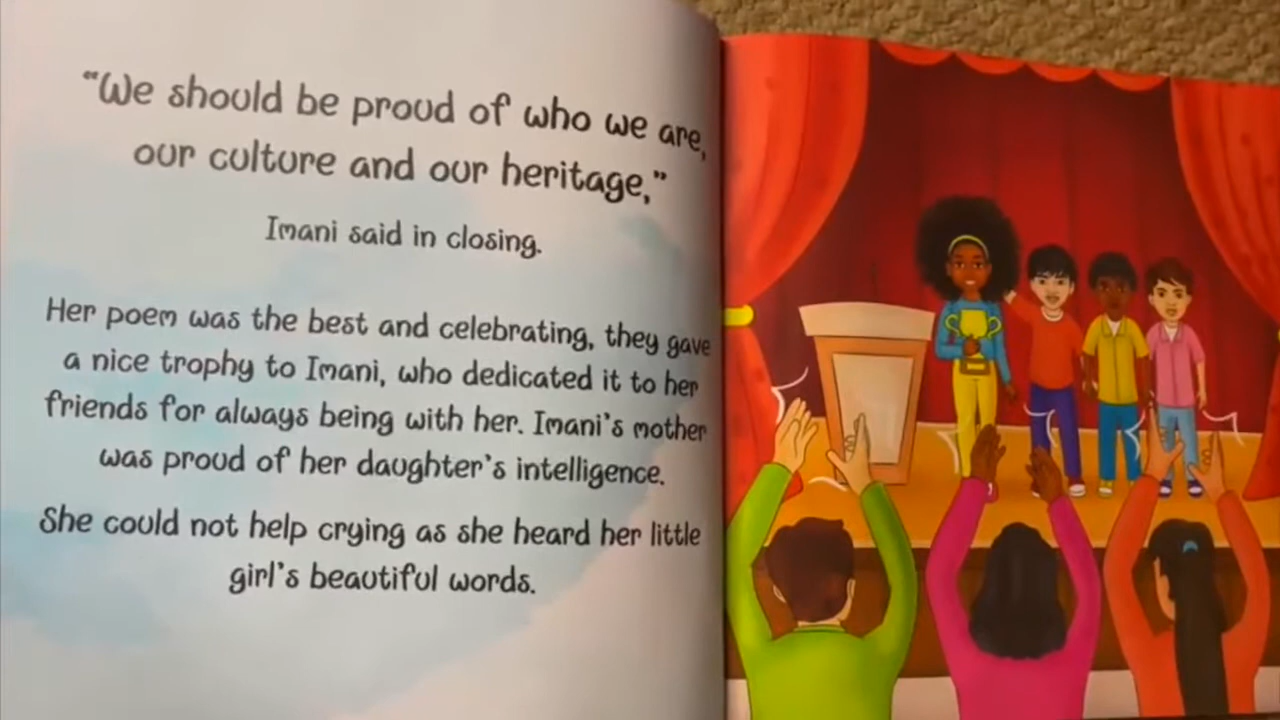 “We should be proud of who we are,
our culture and our heritage,”
Imani said in closing.
Her poem was the best and celebrating, they gave
a nice trophy to Imani, who dedicated it to her
friends for always being with her. Imani's mother
was proud of her daughter's intelligence.
She could not help crying as she heard her little
girl's beautiful words.